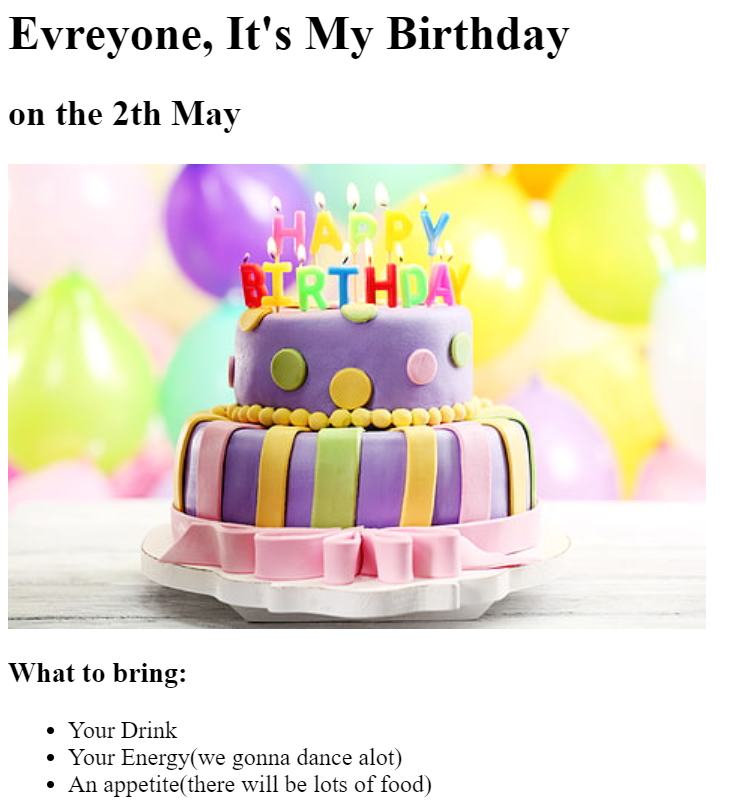 Evreyone, It's My Birthday
on the 2th May
HAPPY
BIRTHDAY
What to bring:
Your Drink
Your Energy(we gonna dance alot)
An appetite(there will be lots of food)